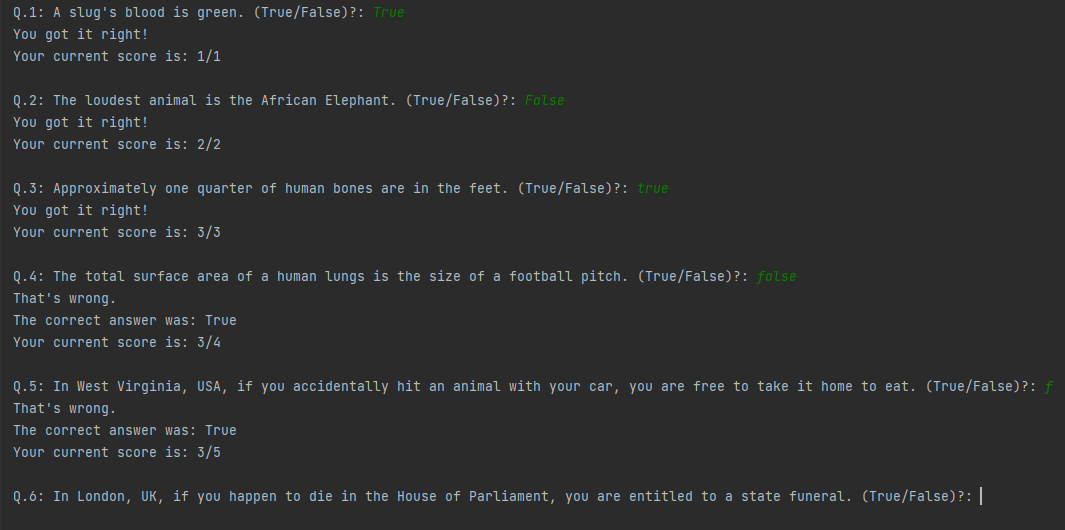 Q.1: A slug's blood is green. (True/False)?: True
You got it right!
Your current score is: 1/1
Q.2: The loudest animal is the African Elephant. (True/False)?: False
You got it right!
Your current score is: 2/2
Q.3: Approximately one quarter of human bones are in the feet. (True/False)?: true
You got it right!
Your current score is: 3/3
Q.4: The total surface area of a human lungs is the size of a football pitch. (True/False)?: false
That's wrong.
The correct answer was: True
Your current score is: 3/4
Q.5: In West Virginia, USA, if you accidentally hit an animal with your car, you are free to take it home to eat. (True/False)?: f
That's wrong.
The correct answer was: True
Your current score is: 3/5
Q.6: In London, UK, if you happen to die in the House of Parliament, you are entitled to a state funeral. (True/False)?: